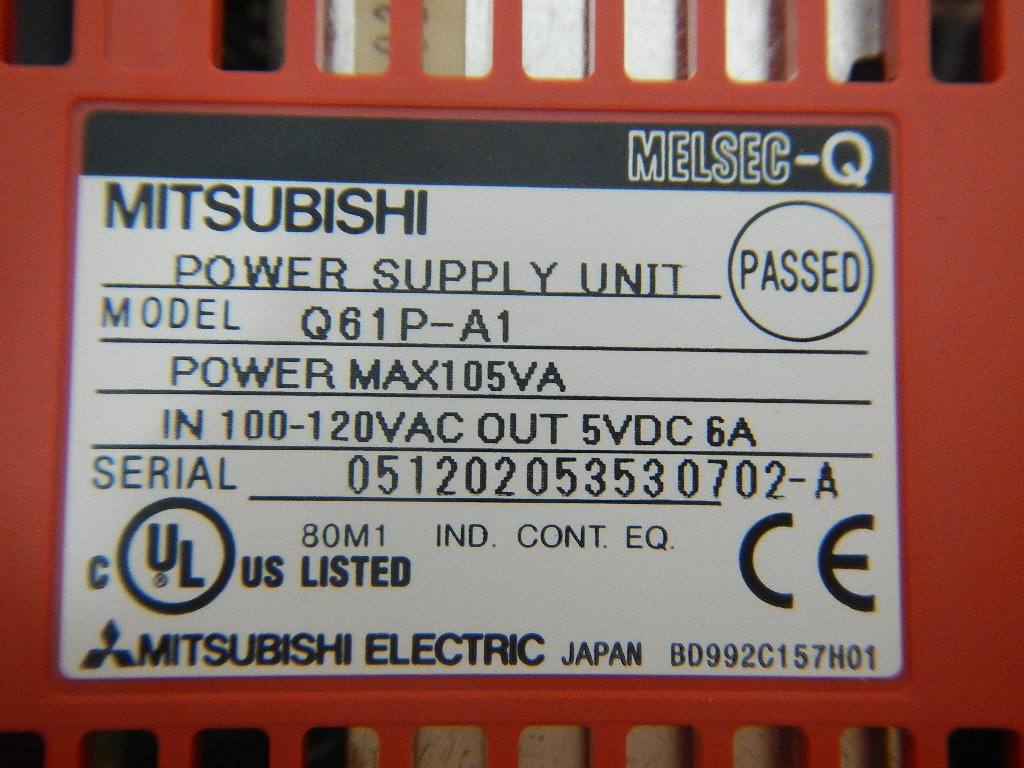 MELSEC-Q
MITSUBISHI
POWER SUPPLY UNIT
PASSED
MODEL Q61P-A1
POWER MAX105VA
IN 100-120VAC OUT 5VDC 6A
SERIAL 051202053530702-A
C UL ® US LISTED
80M1 IND. CONT. EQ.
CE
MITSUBISHI ELECTRIC JAPAN BD992C157H01